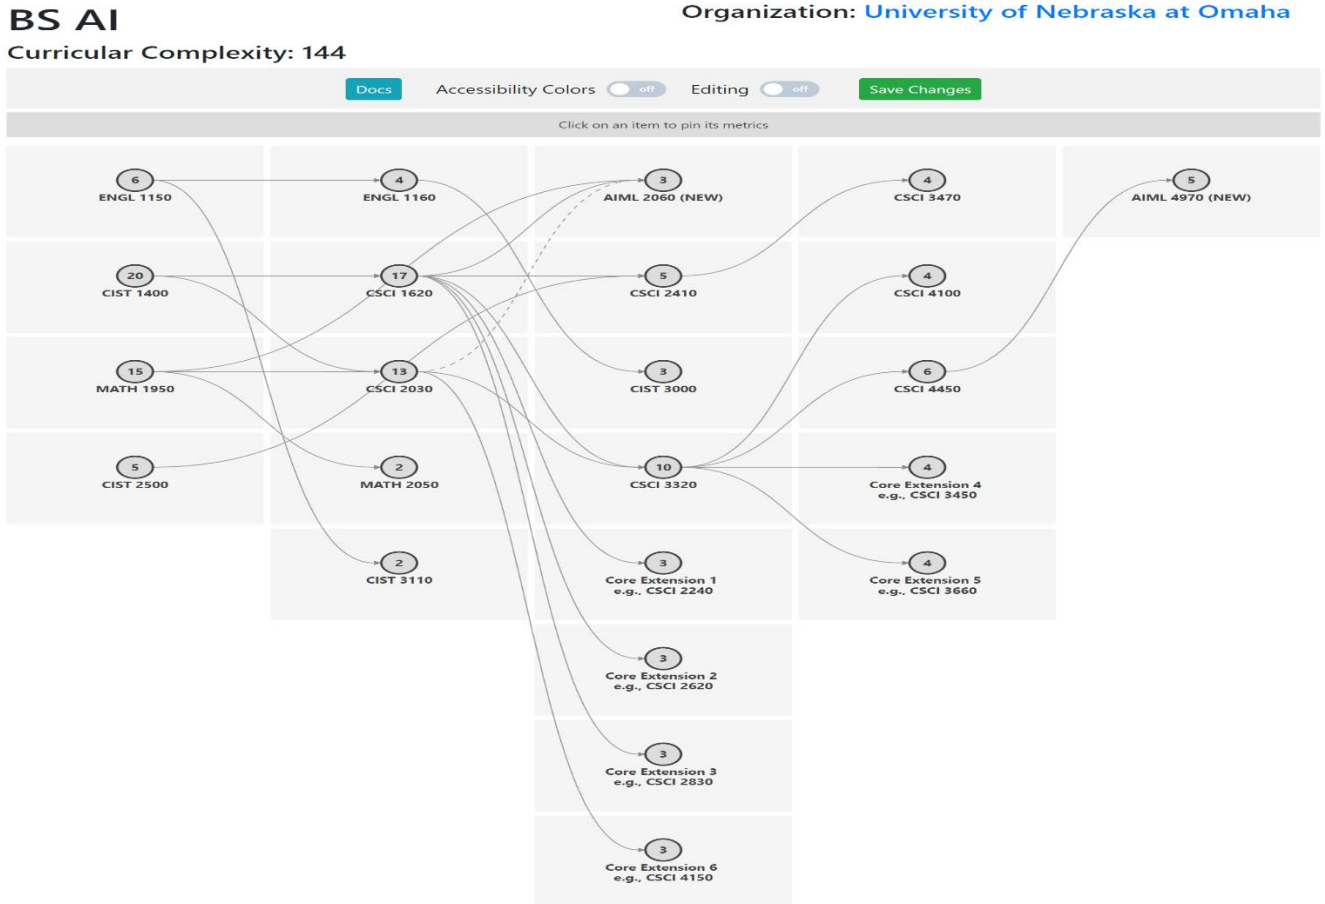 BS AI
Organization: University of Nebraska at Omaha
Curricular Complexity: 144
Docs
Accessibility Colors off
Editing off
Save Changes
Click on an item to pin its metrics
6
ENGL 1150
4
ENGL 1160
3
AIML 2060 (NEW)
4
CSCI 3470
5
AIML 4970 (NEW)
20
CIST 1400
17
CSCI 1620
5
CSCI 2410
4
CSCI 4100
15
MATH 1950
13
CSCI 2030
3
CIST 3000
6
CSCI 4450
5
CIST 2500
2
MATH 2050
10
CSCI 3320
4
Core Extension 4
e.g., CSCI 3450
2
CIST 3110
3
Core Extension 1
e.g., CSCI 2240
4
Core Extension 5
e.g., CSCI 3660
3
Core Extension 2
e.g., CSCI 2620
3
Core Extension 3
e.g., CSCI 2830
3
Core Extension 6
e.g., CSCI 4150